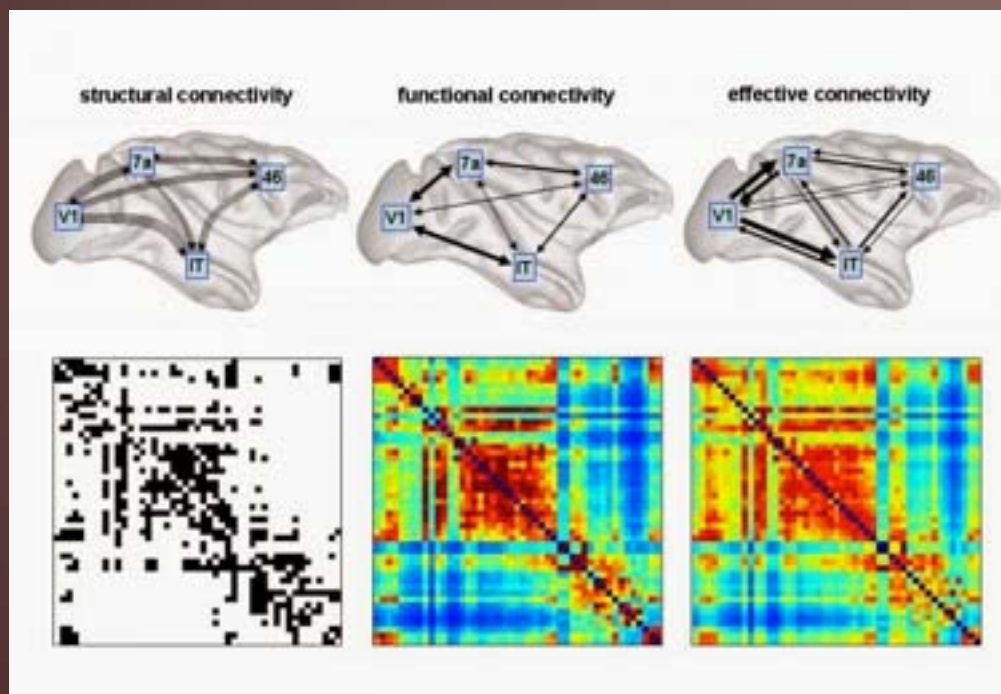 structural connectivity
functional connectivity
effective connectivity
7a
46
V1
IT
7a
46
V1
IT
7a
46
V1
IT